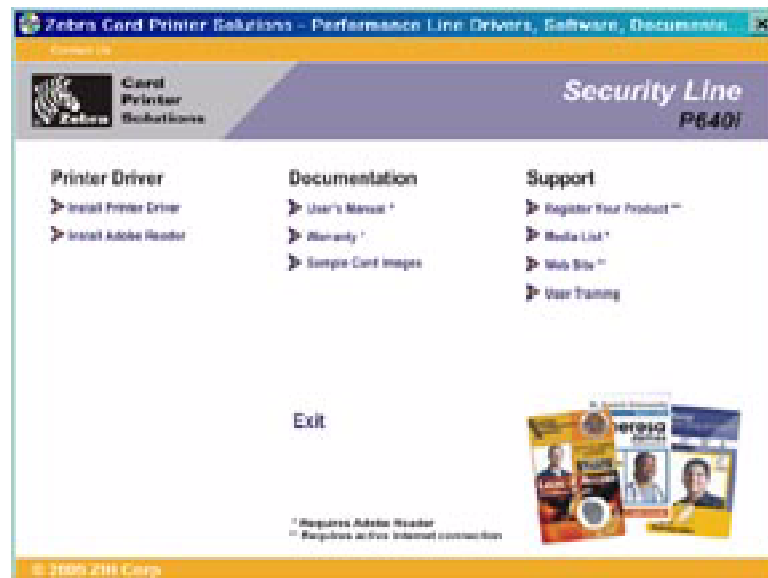 Zebra Card Printer Solutions - Performance Line Drivers, Software, Documenta
Contact Us
Zebra
Card
Printer
Solutions
Security Line
P640i
Printer Driver
Install Printer Driver
Install Adobe Reader
Documentation
User's Manual *
Warranty *
Sample Card Images
Support
Register Your Product **
Media List *
Web Site **
User Training
Exit
* Requires Adobe Reader
** Requires active internet connection
© 2005 ZIH Corp